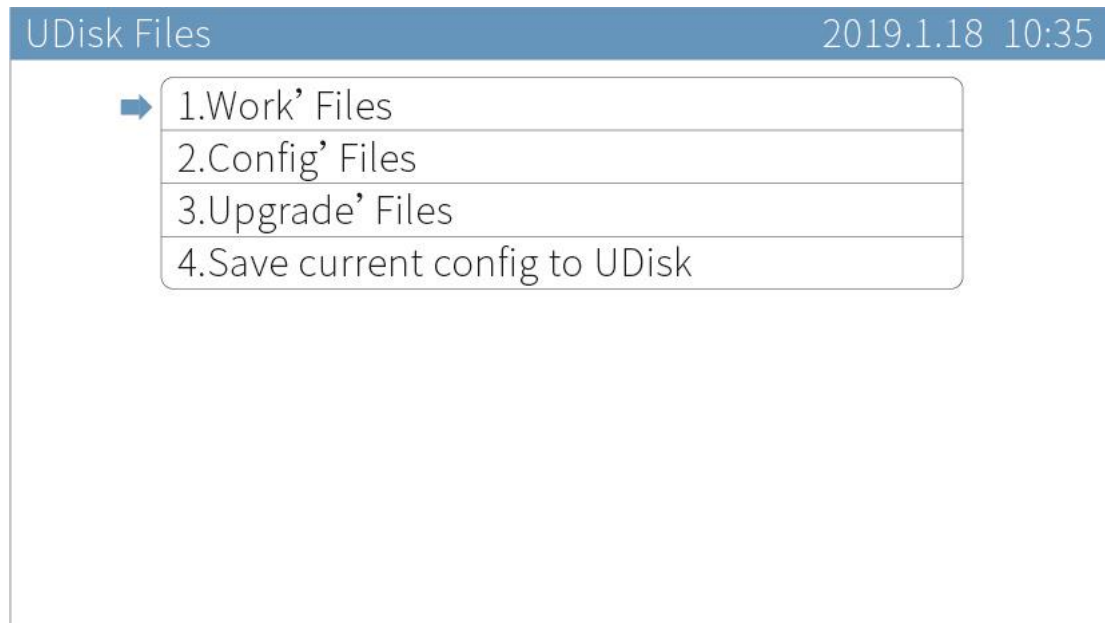 UDisk Files 2019.1.18 10:35
1.Work’ Files
2.Config’ Files
3.Upgrade’ Files
4.Save current config to UDisk